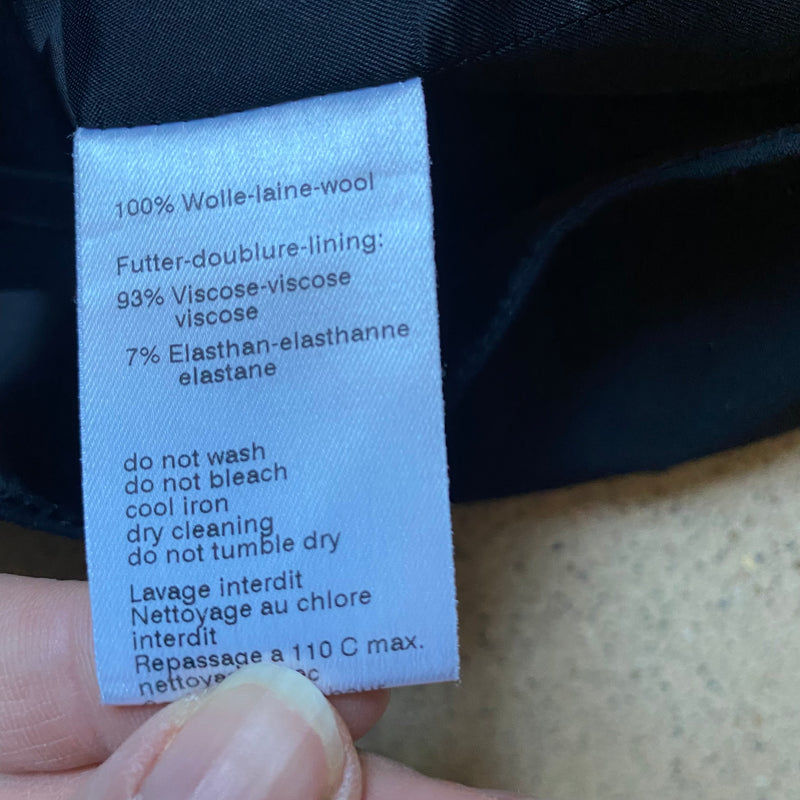 100% Wolle-laine-wool
Futter-doublure-lining:
93% Viscose-viscose
viscose
7% Elasthan-elasthanne
elastane
do not wash
do not bleach
cool iron
dry cleaning
do not tumble dry
Lavage interdit
Nettoyage au chlore
interdit
Repassage a 110 C max.